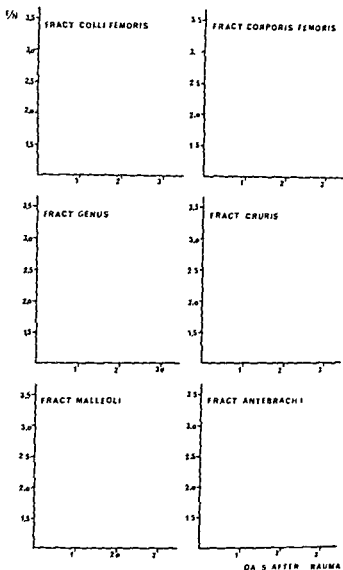 FRACT COLLI FEMORIS
3.5
3.0
2.5
2.0
1.5
1 2 3
FRACT CORPORIS FEMORIS
3.5
3.0
2.5
2.0
1.5
1 2 3
FRACT GENUS
3.5
3.0
2.5
2.0
1.5
1 2 30
FRACT CRURIS
3.5
3.0
2.5
2.0
1.5
1 2 3
FRACT MALLEOLI
3.5
3.0
2.5
2.0
1.5
1 20 3
FRACT ANTEBRACHI
2.5
3.0
2.5
2.0
1.5
1 2 3
DA S AFTER RAUMA